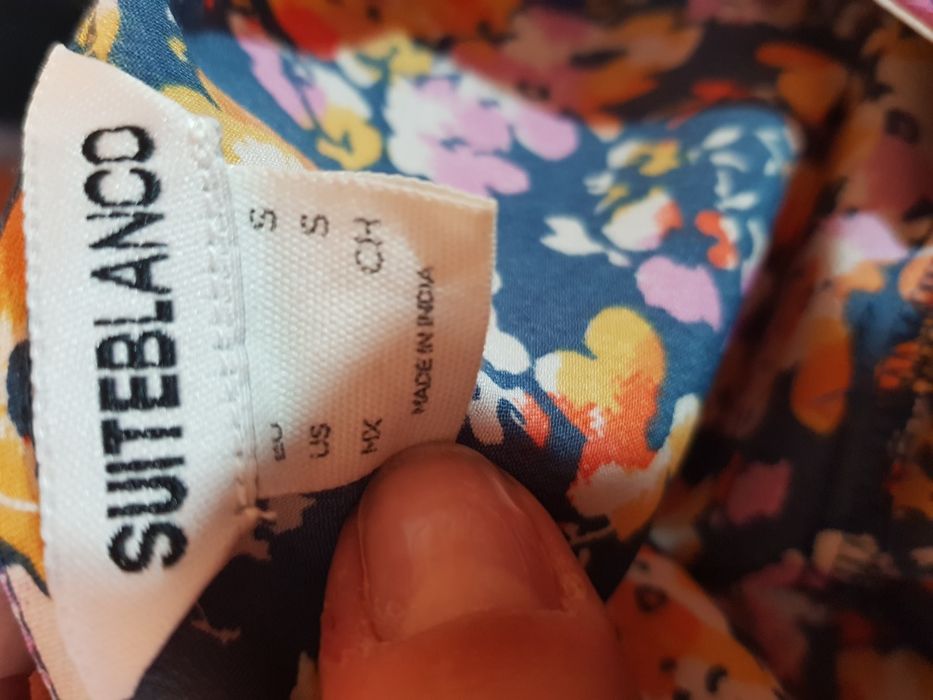 SUITEBLANCO
EU S
US S
MX CH
MADE IN INDIA